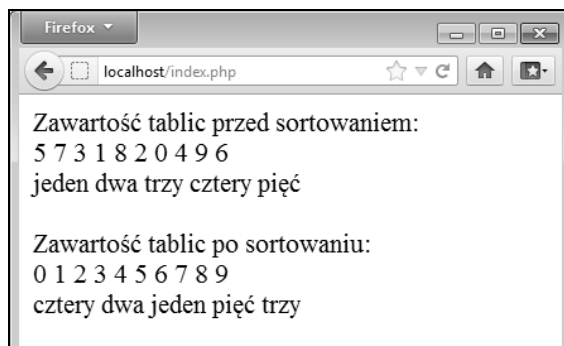 Firefox
localhost/index.php
Zawartość tablic przed sortowaniem:
5 7 3 1 8 2 0 4 9 6
jeden dwa trzy cztery pięć
Zawartość tablic po sortowaniu:
0 1 2 3 4 5 6 7 8 9
cztery dwa jeden pięć trzy